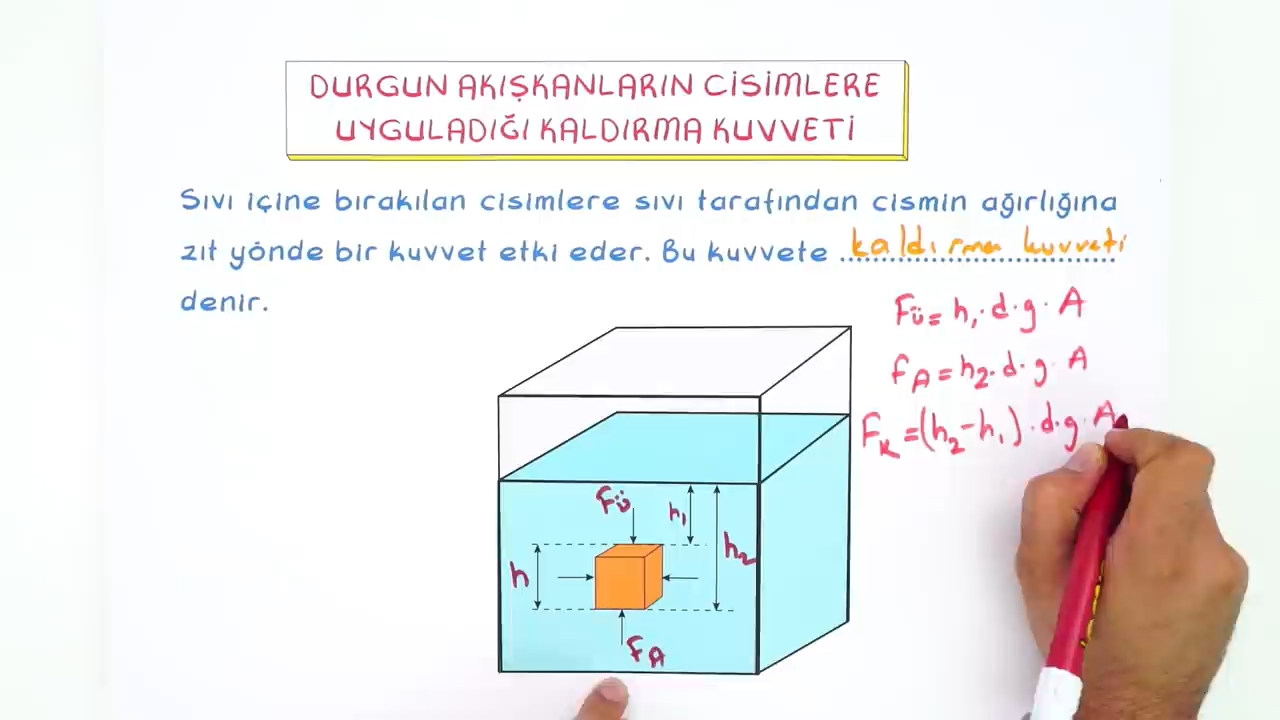 DURGUN AKIŞKANLARIN CİSİMLERE
UYGULADIĞI KALDIRMA KUVVETİ
Sıvı içine bırakılan cisimlere sıvı tarafından cismin ağırlığına
zıt yönde bir kuvvet etki eder. Bu kuvvete kaldırma kuvveti
denir.
Fü = h₁ · d · g · A
FA = h₂ · d · g · A
FK = (h₂ - h₁) · d · g · A
Fü
h₁
h₂
h
FA